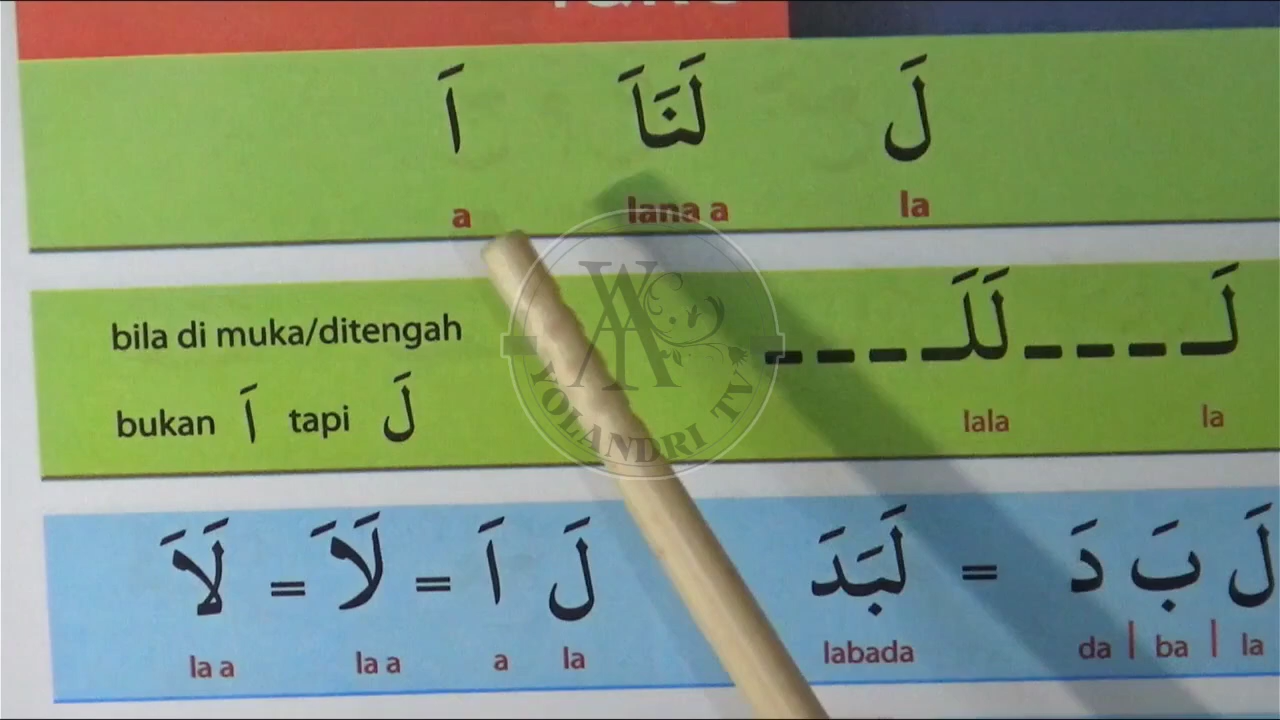 لَ لَنَاَ اَ
la lana a a
لَـ ـ ـ ـ لَلَـ ـ ـ ـ
bila di muka/ditengah
la lala
bukan اَ tapi لَ
لَ بَ دَ = لَبَدَ
la | ba | da labada
لَ اَ = لاَ = لَاَ
la a la a la a
YOLANDRI TV